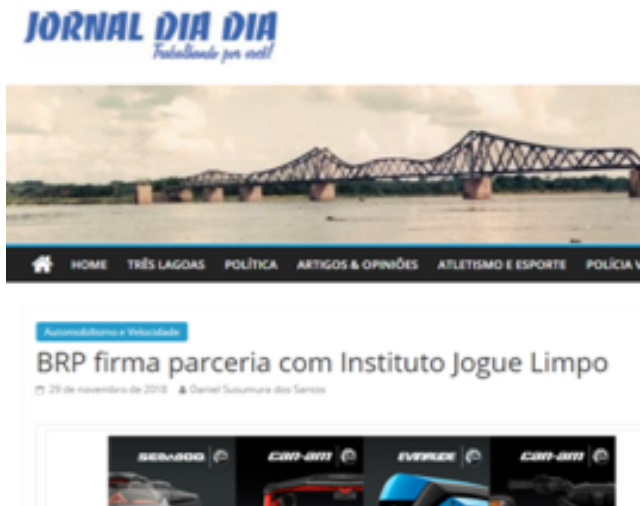 JORNAL DIA DIA
Trabalhando por você!
HOME TRÊS LAGOAS POLÍTICA ARTIGOS & OPINIÕES ATLETISMO E ESPORTE POLÍCIA V
Automobilismo e Velocidade
BRP firma parceria com Instituto Jogue Limpo
29 de novembro de 2018 Daniel Susumura dos Santos
SEA-DOO can-am EVINRUDE can-am